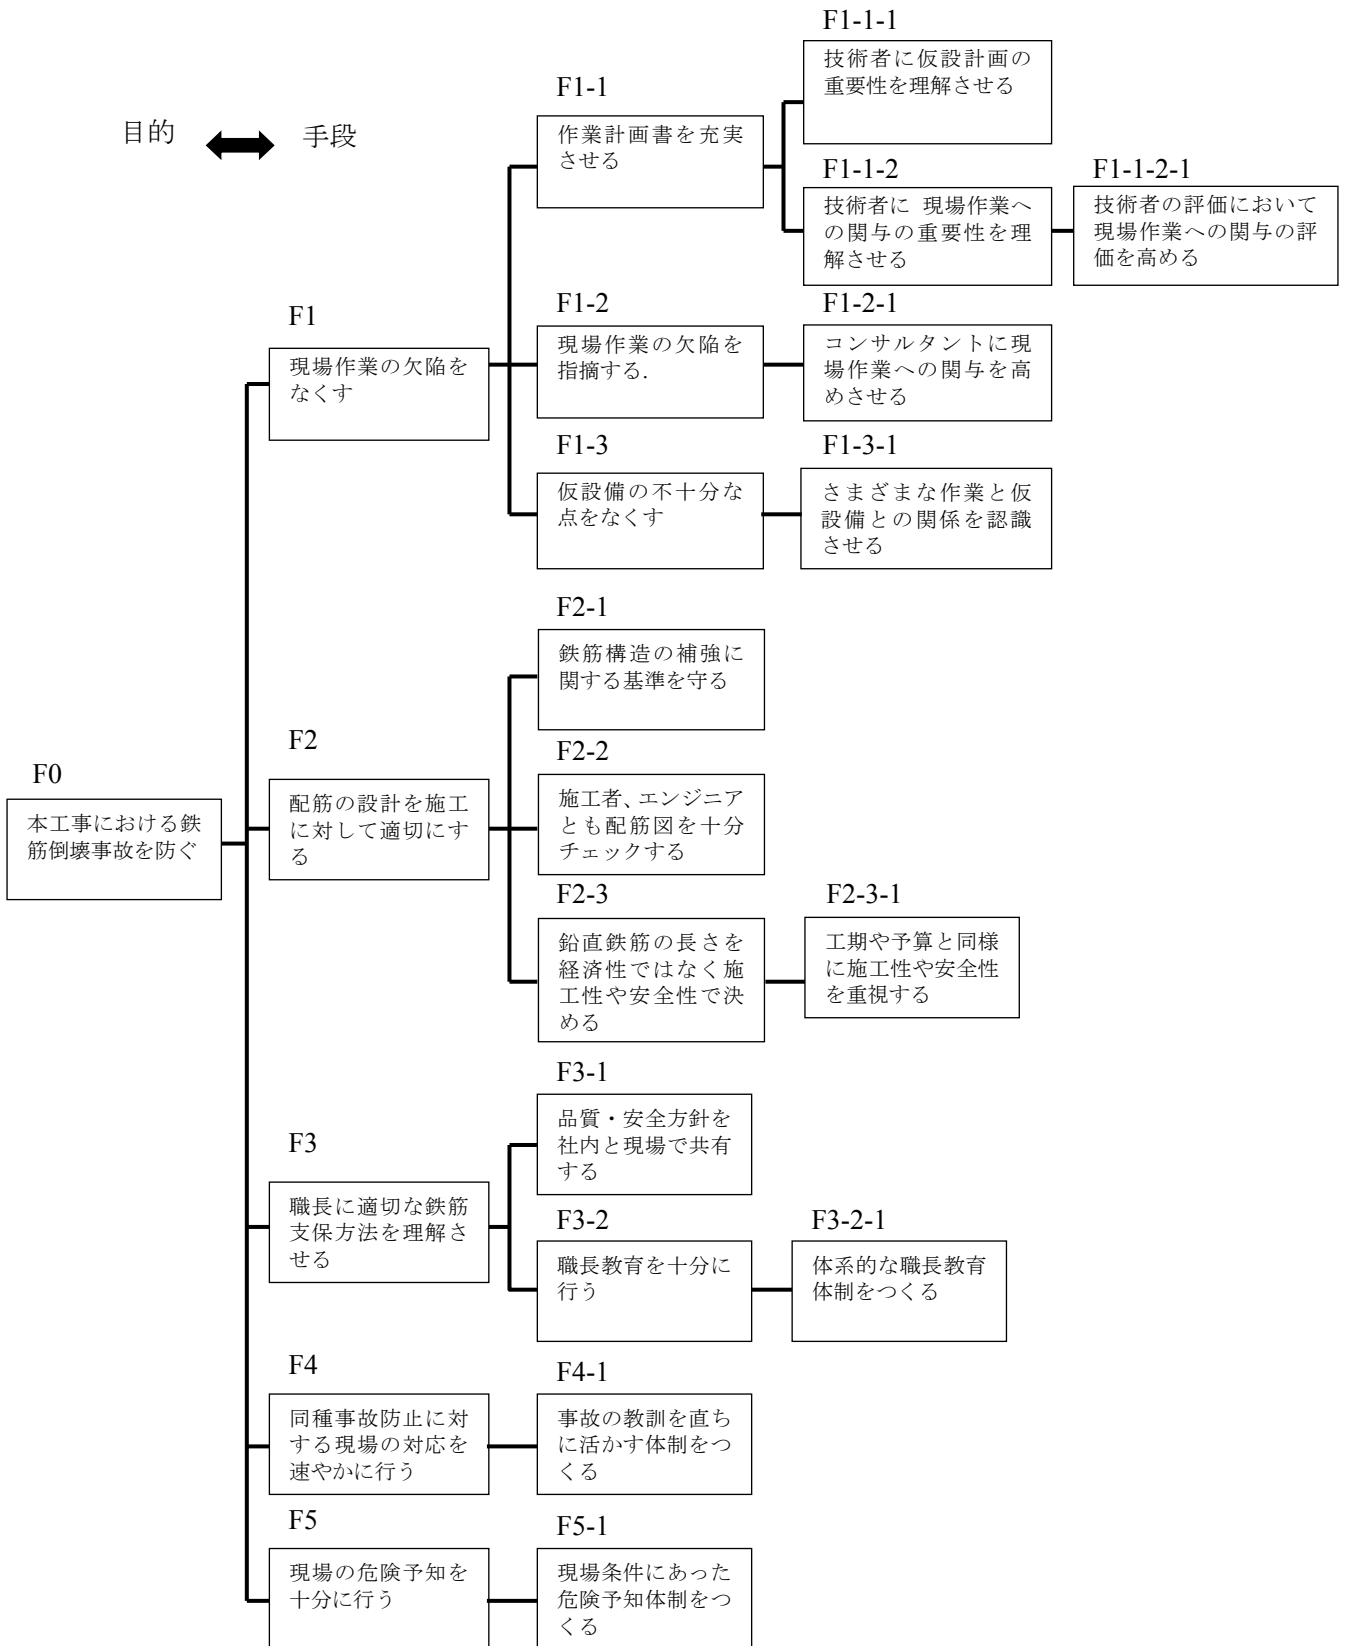 目的 手段
F0
本工事における鉄
筋倒壊事故を防ぐ
F1
現場作業の欠陥を
なくす
F1-1
作業計画書を充実
させる
F1-1-1
技術者に仮設計画の
重要性を理解させる
F1-1-2
技術者に 現場作業へ
の関与の重要性を理
解させる
F1-1-2-1
技術者の評価において
現場作業への関与の評
価を高める
F1-2
現場作業の欠陥を
指摘する.
F1-2-1
コンサルタントに現
場作業への関与を高
めさせる
F1-3
仮設備の不十分な
点をなくす
F1-3-1
さまざまな作業と仮
設備との関係を認識
させる
F2
配筋の設計を施工
に対して適切にす
る
F2-1
鉄筋構造の補強に
関する基準を守る
F2-2
施工者、エンジニア
とも配筋図を十分
チェックする
F2-3
鉛直鉄筋の長さを
経済性ではなく施
工性や安全性で決
める
F2-3-1
工期や予算と同様
に施工性や安全性
を重視する
F3
職長に適切な鉄筋
支保方法を理解さ
せる
F3-1
品質・安全方針を
社内と現場で共有
する
F3-2
職長教育を十分に
行う
F3-2-1
体系的な職長教育
体制をつくる
F4
同種事故防止に対
する現場の対応を
速やかに行う
F4-1
事故の教訓を直ち
に活かす体制をつ
くる
F5
現場の危険予知を
十分に行う
F5-1
現場条件にあった
危険予知体制をつ
くる